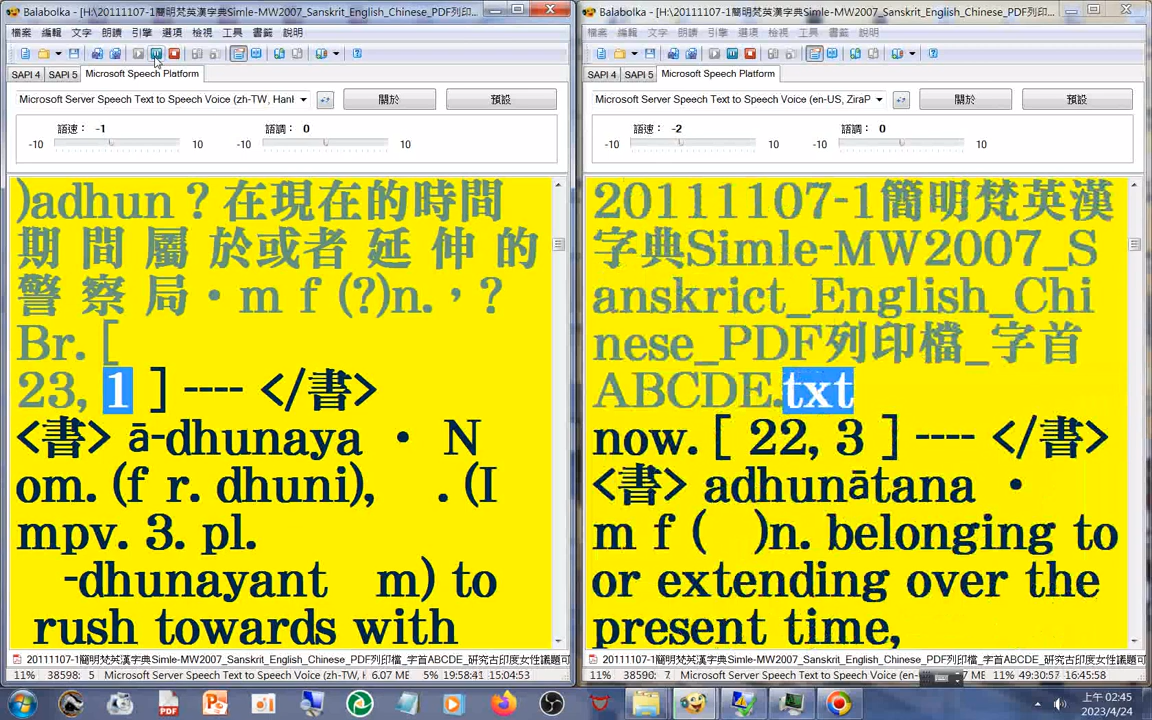 Balabolka - [H:\20111107-1簡明梵英漢字典Simle-MW2007_Sanskrit_English_Chinese_PDF列印...
檔案 編輯 文字 朗讀 引擎 選項 檢視 工具 書籤 說明
SAPI 4 SAPI 5 Microsoft Speech Platform
Microsoft Server Speech Text to Speech Voice (zh-TW, Hanl
關於 預設
語速： -1 語調： 0
-10 10 -10 10
)adhun？在現在的時間
期 間 屬 於或者 延 伸 的
警 察 局·m f (?)n.，?
Br. [
23, 1 ] ---- </書>
<書> ā-dhunaya · N
om. (f r. dhuni), . (I
mpv. 3. pl.
-dhunayant m) to
rush towards with
20111107-1簡明梵英漢字典Simle-MW2007_Sanskrit_English_Chinese_PDF列印檔_字首ABCDE_研究古印度女性議題可
11% 38598: 5 Microsoft Server Speech Text to Speech Voice (zh-TW, H 6.07 ME 5% 19:58:41 15:04:53
Balabolka - [H:\20111107-1簡明梵英漢字典Simle-MW2007_Sanskrit_English_Chinese_PDF列印...
檔案 編輯 文字 朗讀 引擎 選項 檢視 工具 書籤 說明
SAPI 4 SAPI 5 Microsoft Speech Platform
Microsoft Server Speech Text to Speech Voice (en-US, ZiraP
關於 預設
語速： -2 語調： 0
-10 10 -10 10
20111107-1簡明梵英漢
字典Simle-MW2007_S
anskrict_English_Chi
nese_PDF列印檔_字首
ABCDE.txt
now. [ 22, 3 ] ---- </書>
<書> adhunātana ·
m f ( )n. belonging to
or extending over the
present time,
20111107-1簡明梵英漢字典Simle-MW2007_Sanskrit_English_Chinese_PDF列印檔_字首ABCDE_研究古印度女性議題可
11% 38590: 7 Microsoft Server Speech Text to Speech Voice (en-U ME 11% 49:30:57 16:45:58
上午 02:45
2023/4/24